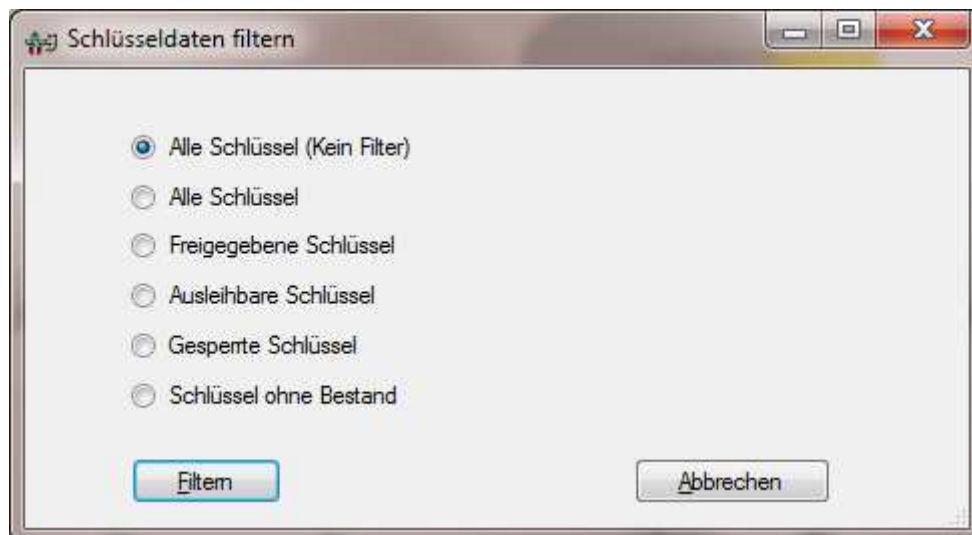 Schlüsseldaten filtern
Alle Schlüssel (Kein Filter)
Alle Schlüssel
Freigegebene Schlüssel
Ausleihbare Schlüssel
Gesperrte Schlüssel
Schlüssel ohne Bestand
Filtern
Abbrechen